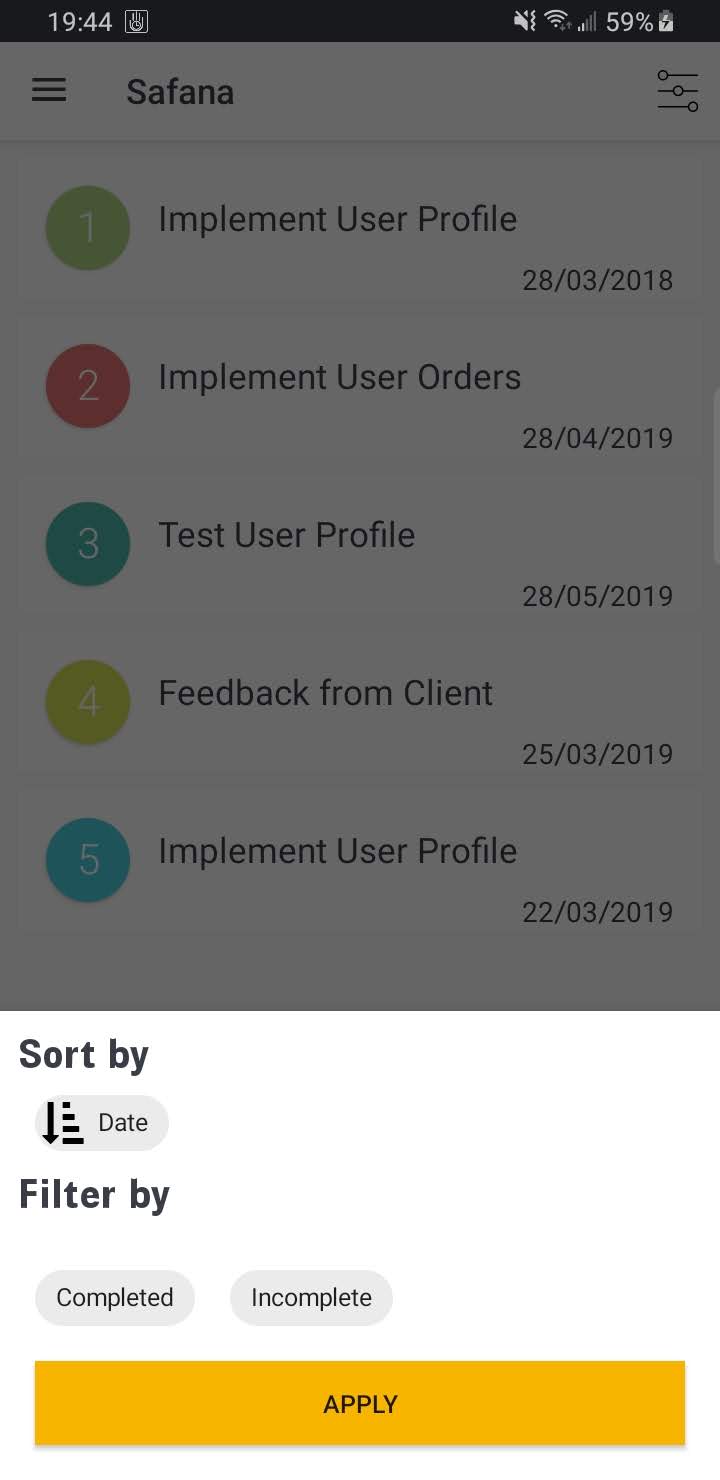 19:44 59%
Safana
1 Implement User Profile
28/03/2018
2 Implement User Orders
28/04/2019
3 Test User Profile
28/05/2019
4 Feedback from Client
25/03/2019
5 Implement User Profile
22/03/2019
Sort by
Date
Filter by
Completed Incomplete
APPLY